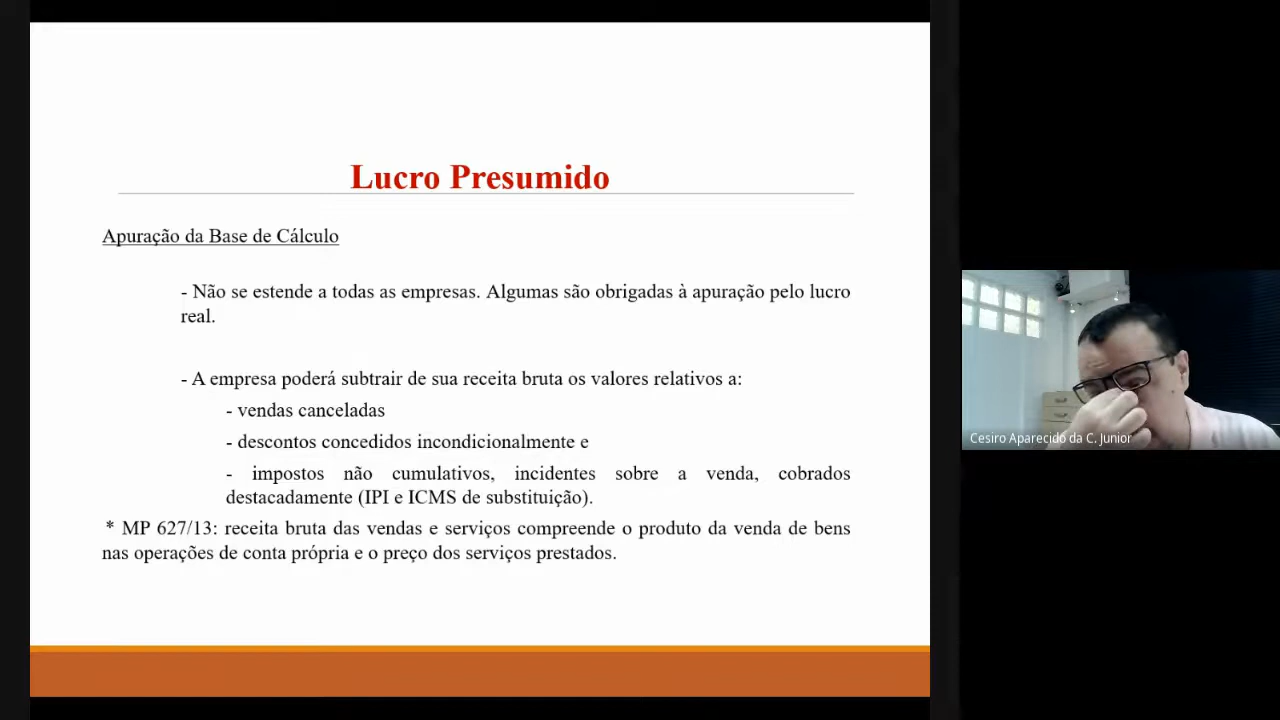 Lucro Presumido
Apuração da Base de Cálculo
- Não se estende a todas as empresas. Algumas são obrigadas à apuração pelo lucro
real.
- A empresa poderá subtrair de sua receita bruta os valores relativos a:
- vendas canceladas
- descontos concedidos incondicionalmente e
- impostos não cumulativos, incidentes sobre a venda, cobrados
destacadamente (IPI e ICMS de substituição).
* MP 627/13: receita bruta das vendas e serviços compreende o produto da venda de bens
nas operações de conta própria e o preço dos serviços prestados.
Cesiro Aparecido da C. Junior